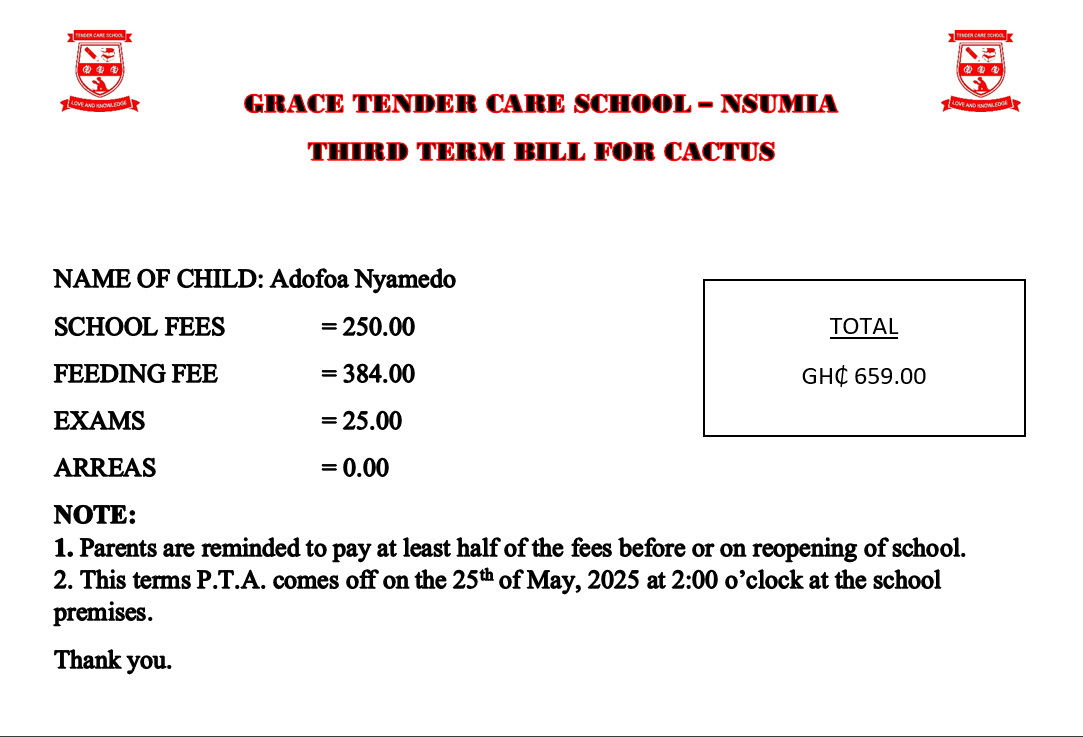 TENDER CARE SCHOOL
LOVE AND KNOWLEDGE
TENDER CARE SCHOOL
LOVE AND KNOWLEDGE
GRACE TENDER CARE SCHOOL – NSUMIA
THIRD TERM BILL FOR CACTUS
NAME OF CHILD: Adofoa Nyamedo
SCHOOL FEES = 250.00
FEEDING FEE = 384.00
EXAMS = 25.00
ARREAS = 0.00
TOTAL
GH₵ 659.00
NOTE:
1. Parents are reminded to pay at least half of the fees before or on reopening of school.
2. This terms P.T.A. comes off on the 25th of May, 2025 at 2:00 o’clock at the school
premises.
Thank you.